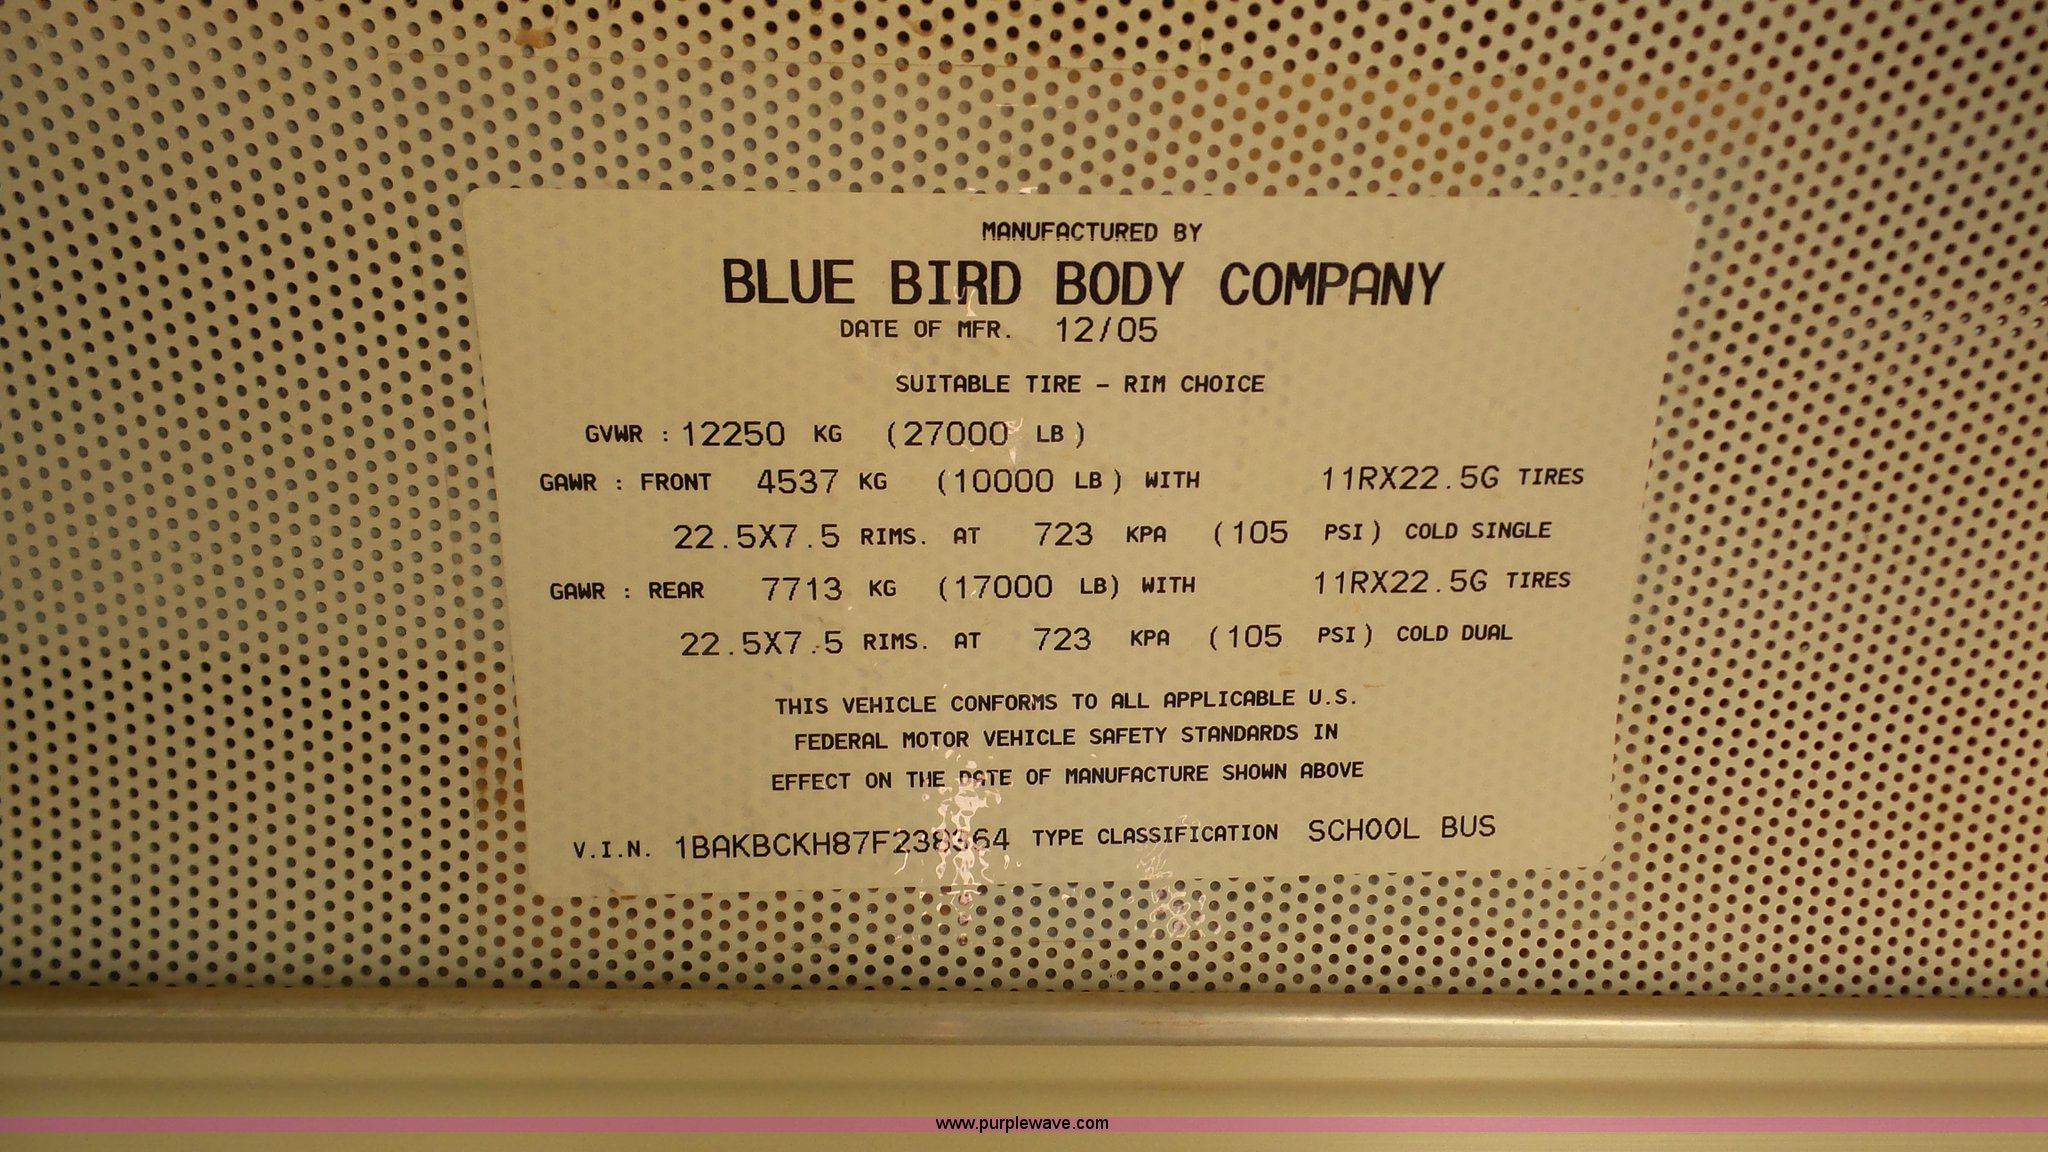 MANUFACTURED BY
BLUE BIRD BODY COMPANY
DATE OF MFR. 12/05
SUITABLE TIRE - RIM CHOICE
GVWR : 12250 KG (27000 LB)
GAWR : FRONT 4537 KG (10000 LB) WITH 11RX22.5G TIRES
22.5X7.5 RIMS. AT 723 KPA (105 PSI) COLD SINGLE
GAWR : REAR 7713 KG (17000 LB) WITH 11RX22.5G TIRES
22.5X7.5 RIMS. AT 723 KPA (105 PSI) COLD DUAL
THIS VEHICLE CONFORMS TO ALL APPLICABLE U.S.
FEDERAL MOTOR VEHICLE SAFETY STANDARDS IN
EFFECT ON THE DATE OF MANUFACTURE SHOWN ABOVE
V.I.N. 1BAKBCKH87F238364 TYPE CLASSIFICATION SCHOOL BUS
www.purplewave.com